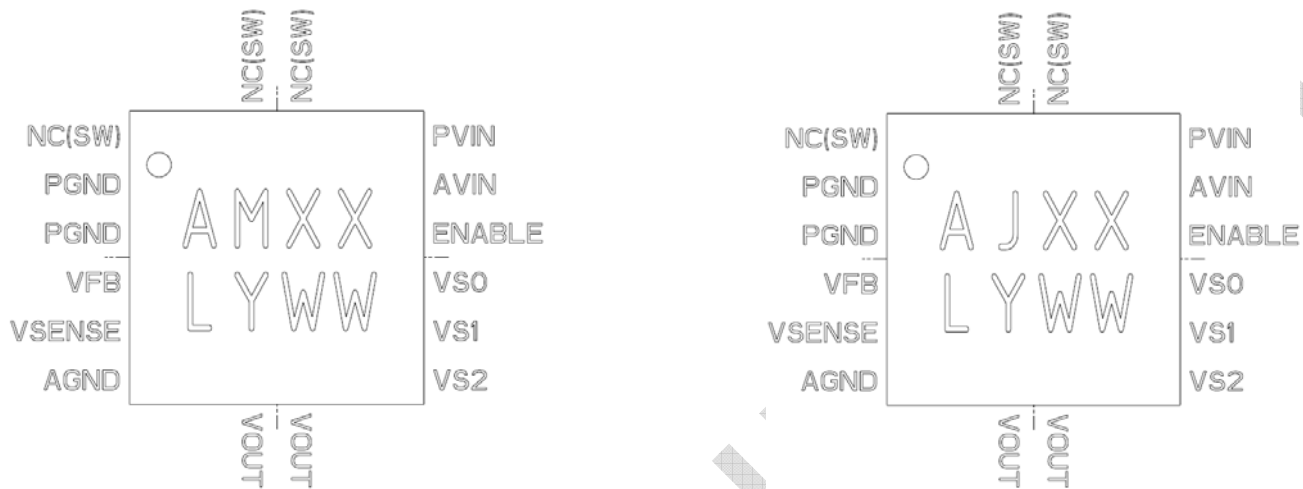 NC(SW) NC(SW)
NC(SW)
PGND
PGND
VFB
VSENSE
AGND
AMXX
LYWW
PVIN
AVIN
ENABLE
VS0
VS1
VS2
VOUT VOUT
NC(SW) NC(SW)
NC(SW)
PGND
PGND
VFB
VSENSE
AGND
AJXX
LYWW
PVIN
AVIN
ENABLE
VS0
VS1
VS2
VOUT VOUT